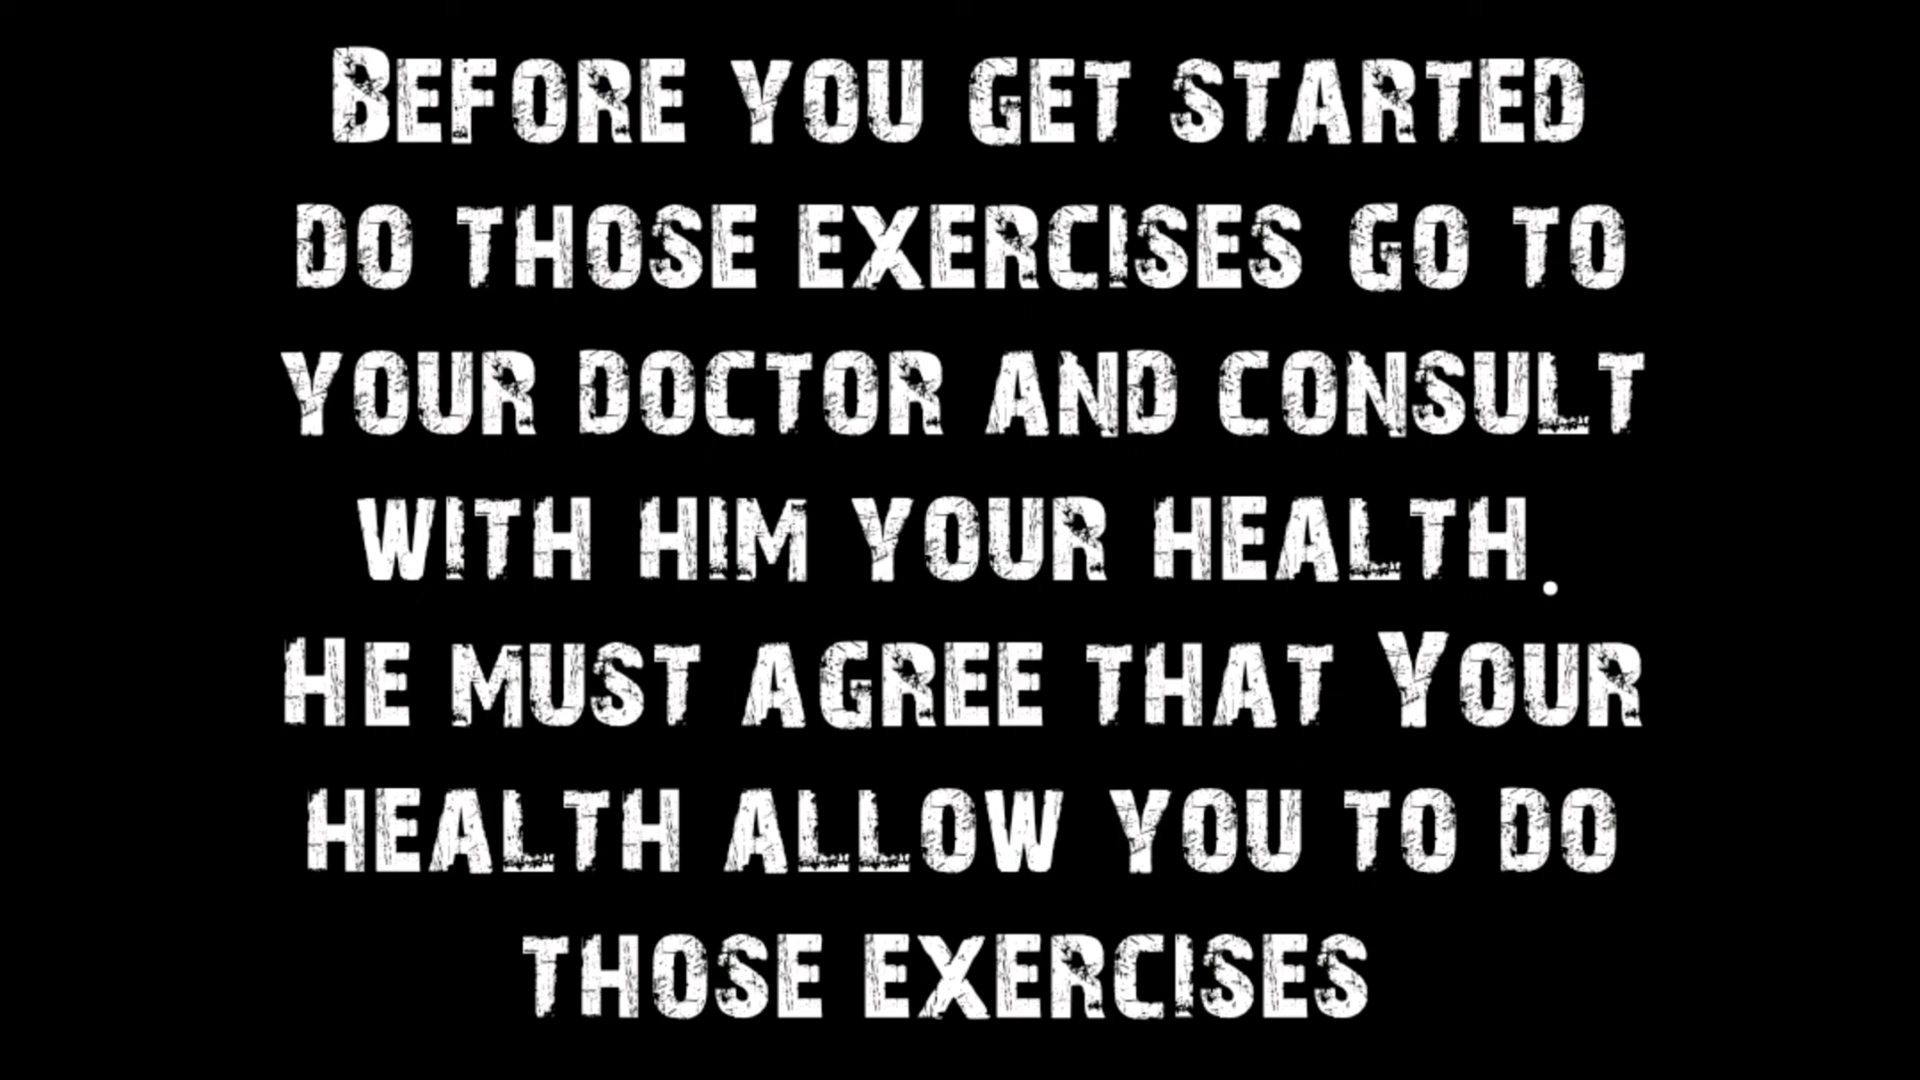 Before you get started
do those exercises go to
your doctor and consult
with him your health.
He must agree that Your
health allow you to do
those exercises